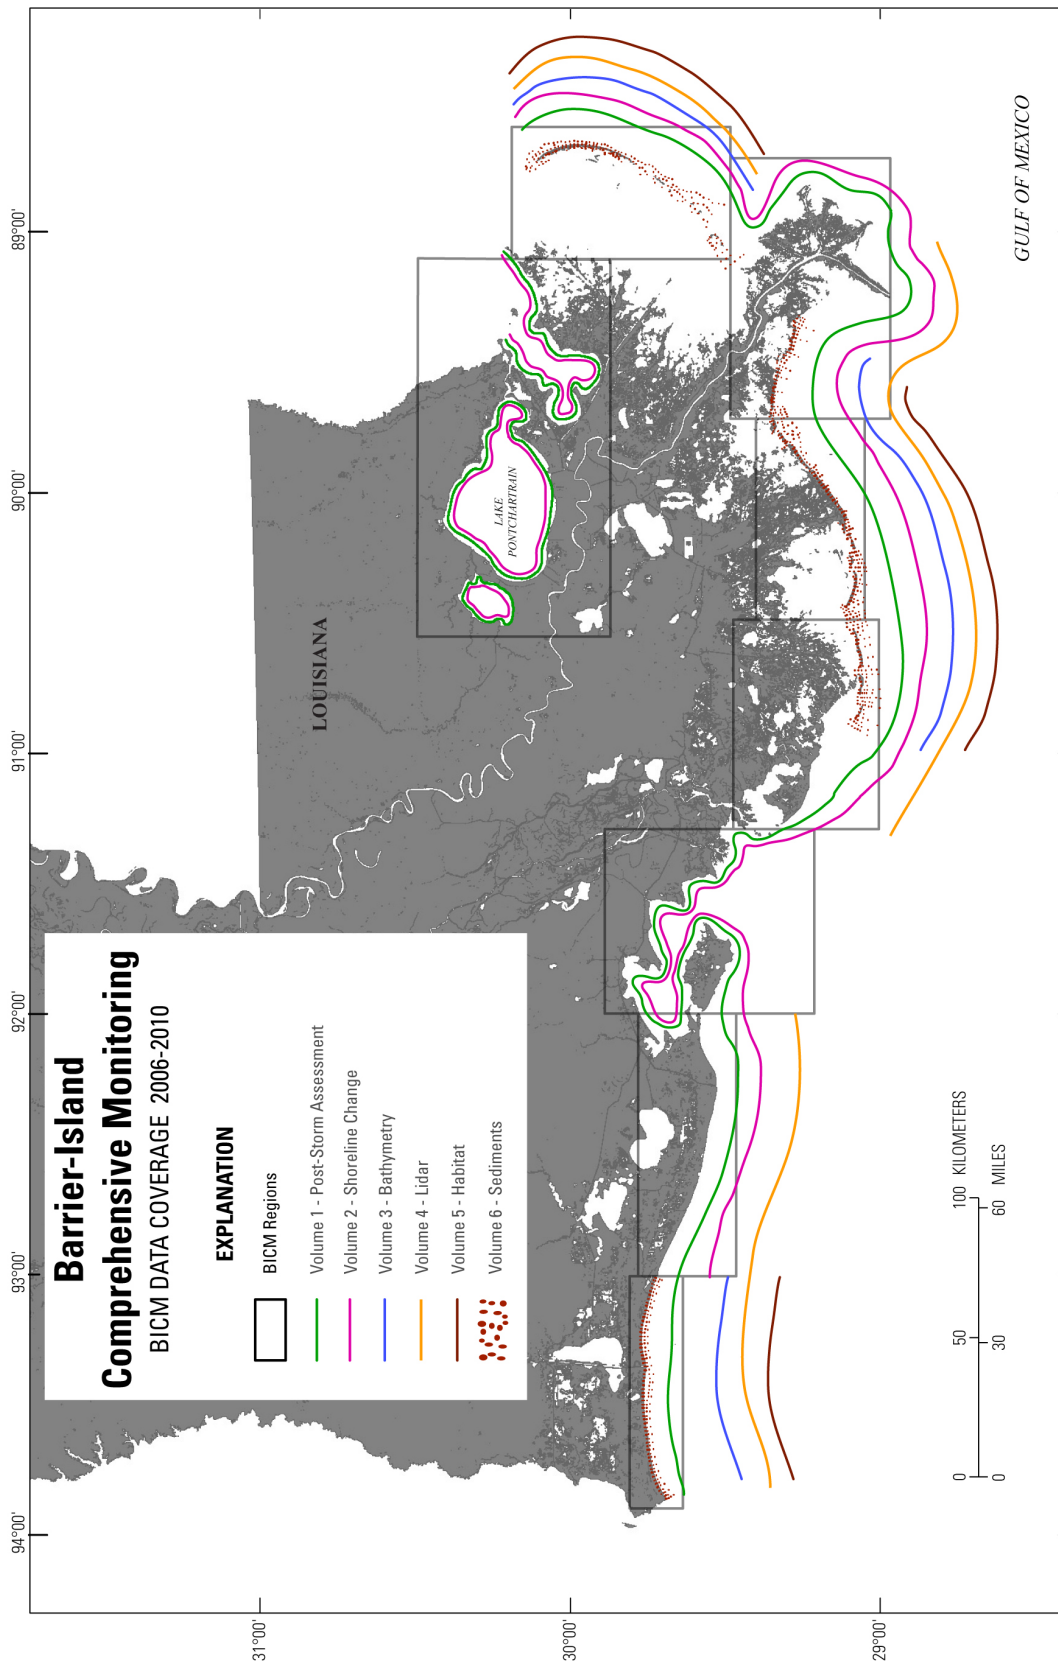 Barrier-Island
Comprehensive Monitoring
BICM DATA COVERAGE 2006-2010
EXPLANATION
BICM Regions
Volume 1 - Post-Storm Assessment
Volume 2 - Shoreline Change
Volume 3 - Bathymetry
Volume 4 - Lidar
Volume 5 - Habitat
Volume 6 - Sediments
94°00'
93°00'
92°00'
91°00'
90°00'
89°00'
31°00'
30°00'
29°00'
LOUISIANA
LAKE
PONTCHARTRAIN
GULF OF MEXICO
0 50 100 KILOMETERS
0 30 60 MILES